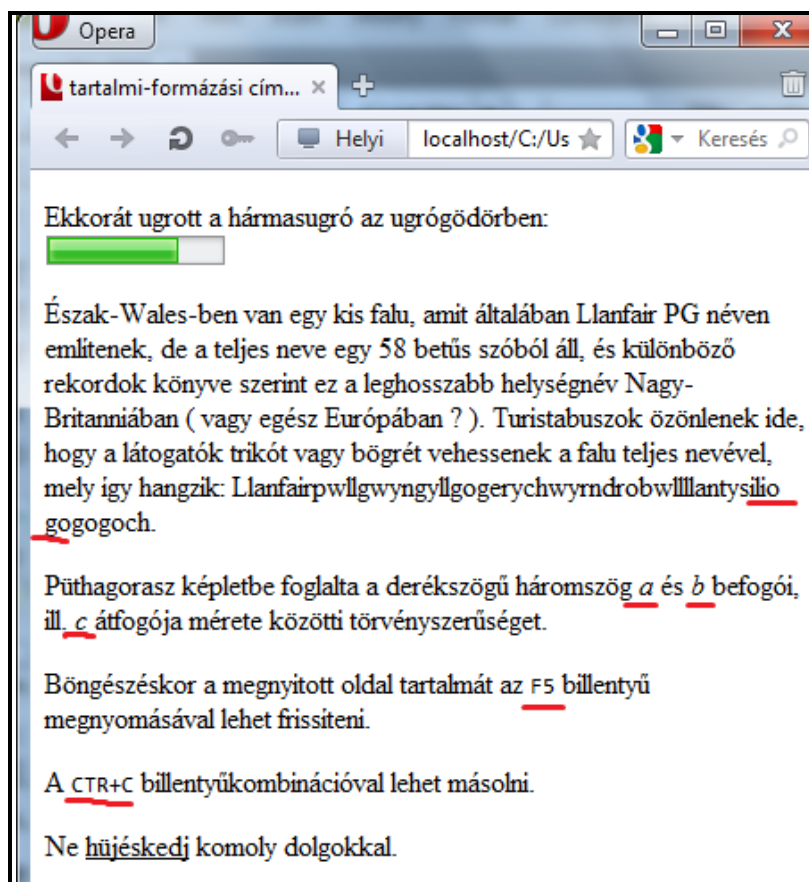 Opera
tartalmi-formázási cím...
Helyi localhost/C:/Us Keresés
Ekkorát ugrott a hármasugró az ugrógödörben:
Észak-Wales-ben van egy kis falu, amit általában Llanfair PG néven
említenek, de a teljes neve egy 58 betűs szóból áll, és különböző
rekordok könyve szerint ez a leghosszabb helységnév Nagy-
Britanniában ( vagy egész Európában ? ). Turistabuszok özönlenek ide,
hogy a látogatók trikót vagy bögrét vehessenek a falu teljes nevével,
mely így hangzik: Llanfairpwllgwyngyllgogerychwyrndrobwllllantysilio
gogogoch.
Püthagorasz képletbe foglalta a derékszögű háromszög a és b befogói,
ill. c átfogója mérete közötti törvényszerűséget.
Böngészéskor a megnyitott oldal tartalmát az F5 billentyű
megnyomásával lehet frissíteni.
A CTR+C billentyűkombinációval lehet másolni.
Ne hüjéskedj komoly dolgokkal.